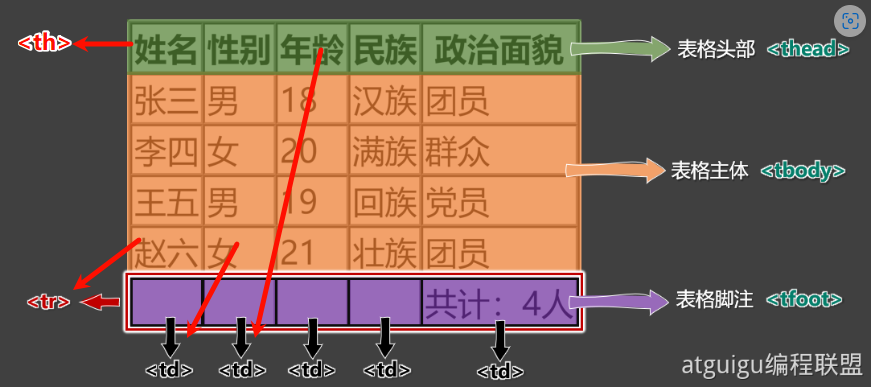 <th> 姓名 性别 年龄 民族 政治面貌 表格头部 <thead>
张三 男 18 汉族 团员
李四 女 20 满族 群众
表格主体 <tbody>
王五 男 19 回族 党员
赵六 女 21 壮族 团员
<tr> 共计：4人 表格脚注 <tfoot>
<td> <td> <td> <td> <td>
atguigu编程联盟